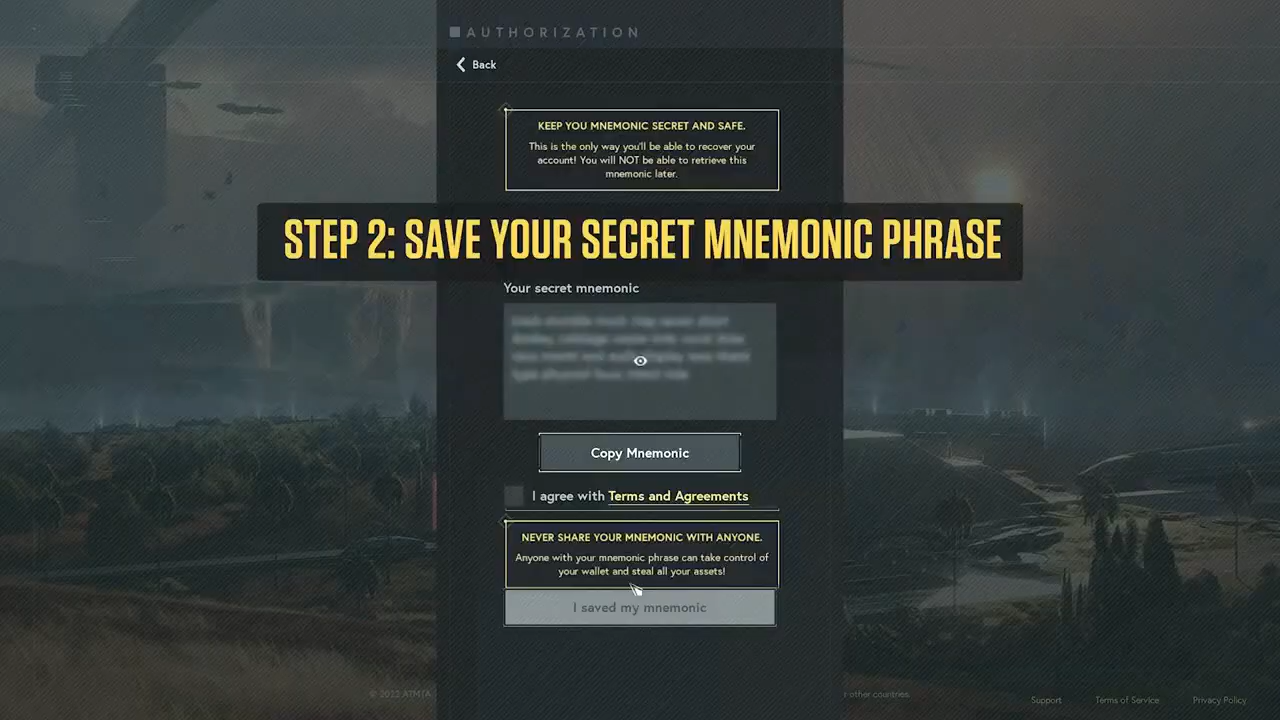 AUTHORIZATION
Back
KEEP YOU MNEMONIC SECRET AND SAFE.
This is the only way you'll be able to recover your
account! You will NOT be able to retrieve this
mnemonic later.
STEP 2: SAVE YOUR SECRET MNEMONIC PHRASE
Your secret mnemonic
Copy Mnemonic
I agree with Terms and Agreements
NEVER SHARE YOUR MNEMONIC WITH ANYONE.
Anyone with your mnemonic phrase can take control of
your wallet and steal all your assets!
I saved my mnemonic
© 2022 ATMTA
other countries.
Support
Terms of Service
Privacy Policy